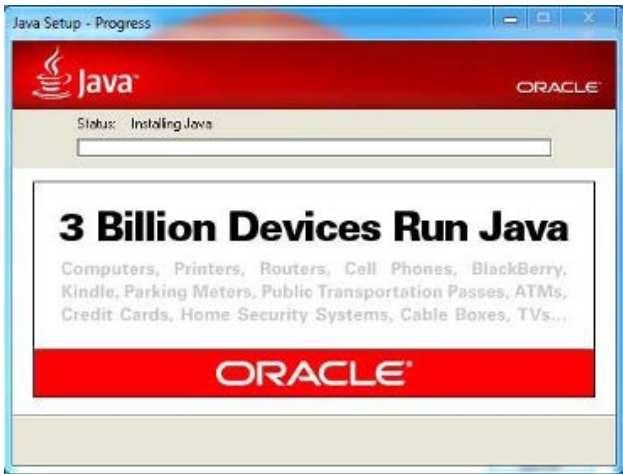 Java Setup - Progress
Java™
ORACLE
Status: Installing Java
3 Billion Devices Run Java
Computers, Printers, Routers, Cell Phones, BlackBerry,
Kindle, Parking Meters, Public Transportation Passes, ATMs,
Credit Cards, Home Security Systems, Cable Boxes, TVs...
ORACLE®